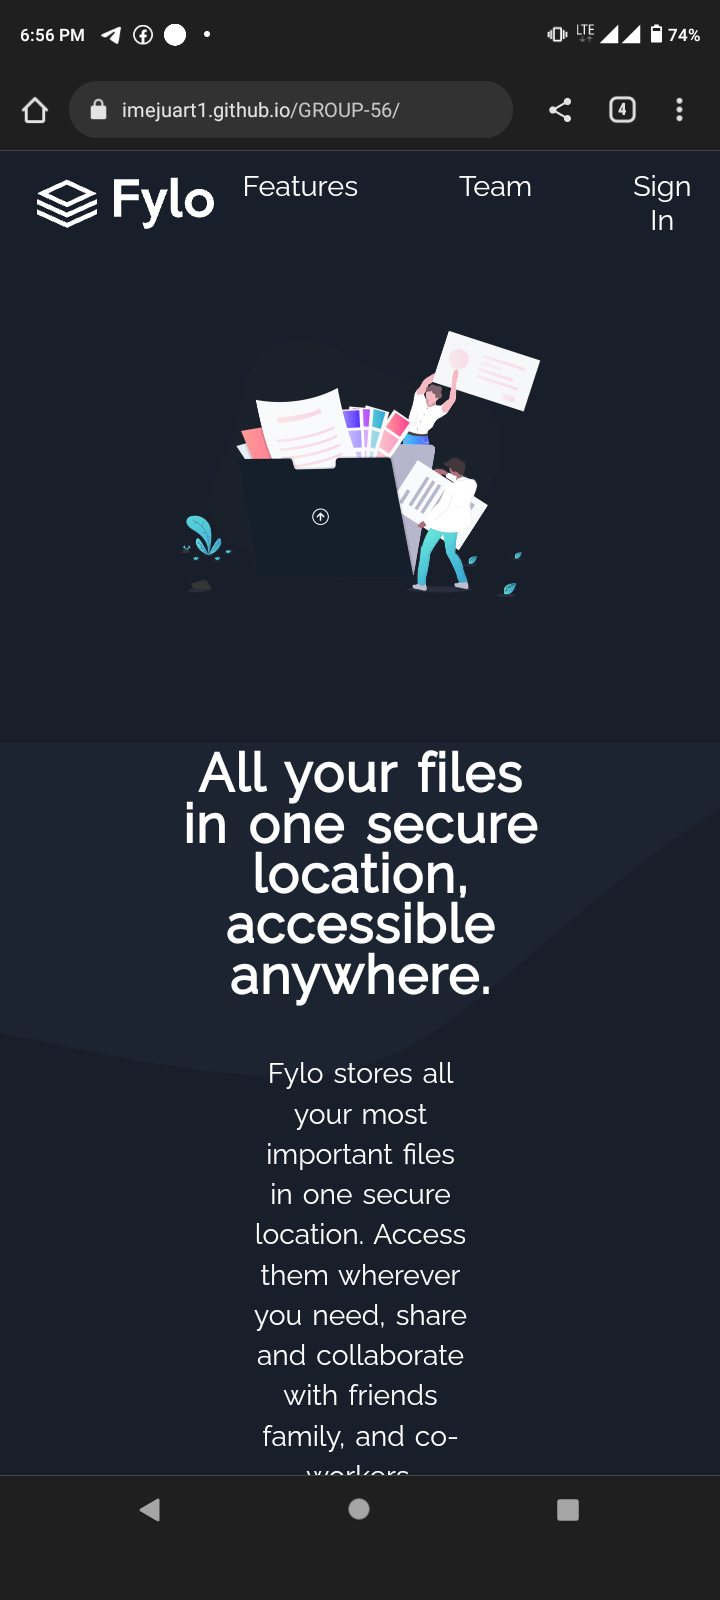 6:56 PM LTE 74%
imejuart1.github.io/GROUP-56/ 4
Fylo Features Team Sign In
All your files
in one secure
location,
accessible
anywhere.
Fylo stores all
your most
important files
in one secure
location. Access
them wherever
you need, share
and collaborate
with friends
family, and co-
workers